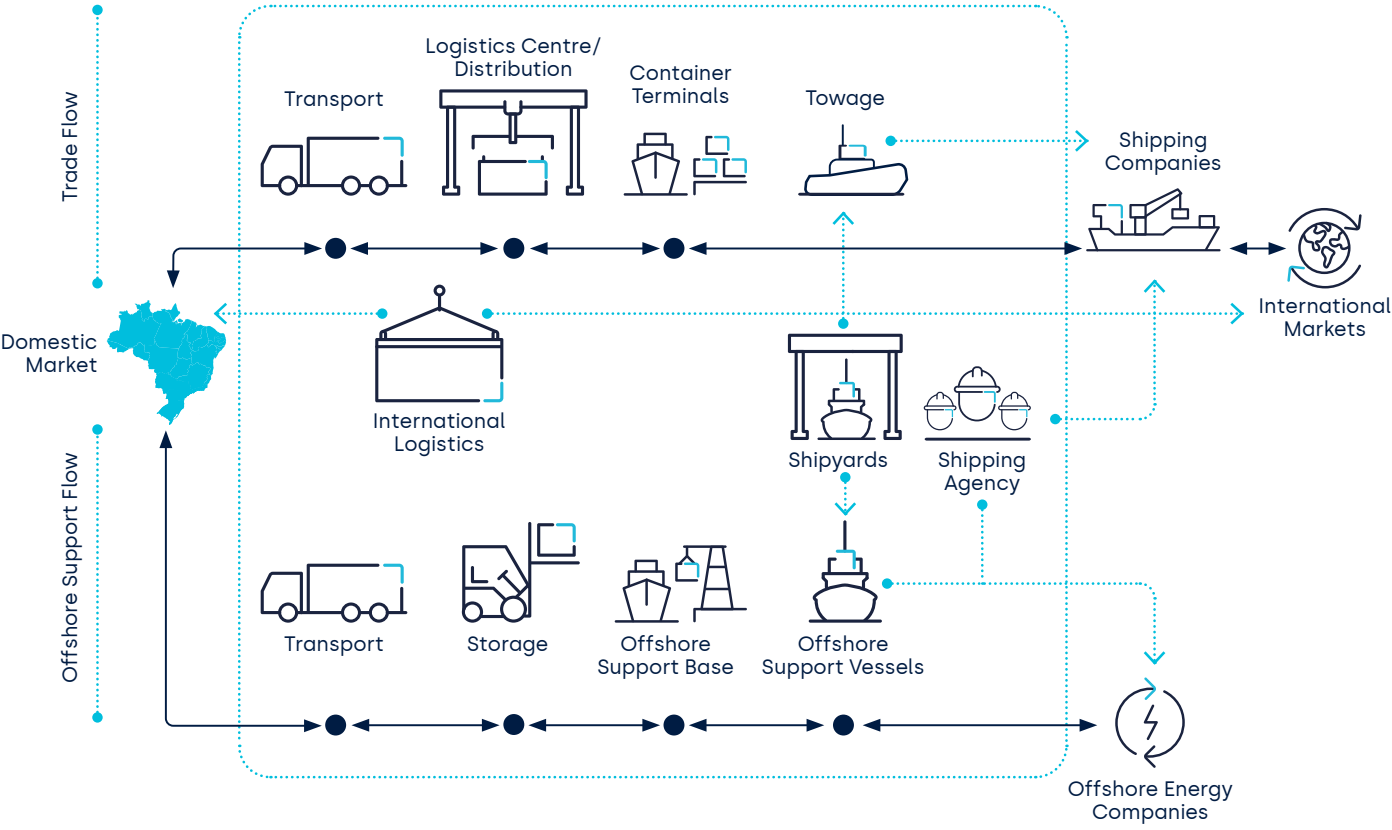 Trade Flow
Transport
Logistics Centre/
Distribution
Container
Terminals
Towage
Shipping
Companies
International
Markets
Domestic
Market
International
Logistics
Shipyards
Shipping
Agency
Offshore Support Flow
Transport
Storage
Offshore
Support Base
Offshore
Support Vessels
Offshore Energy
Companies